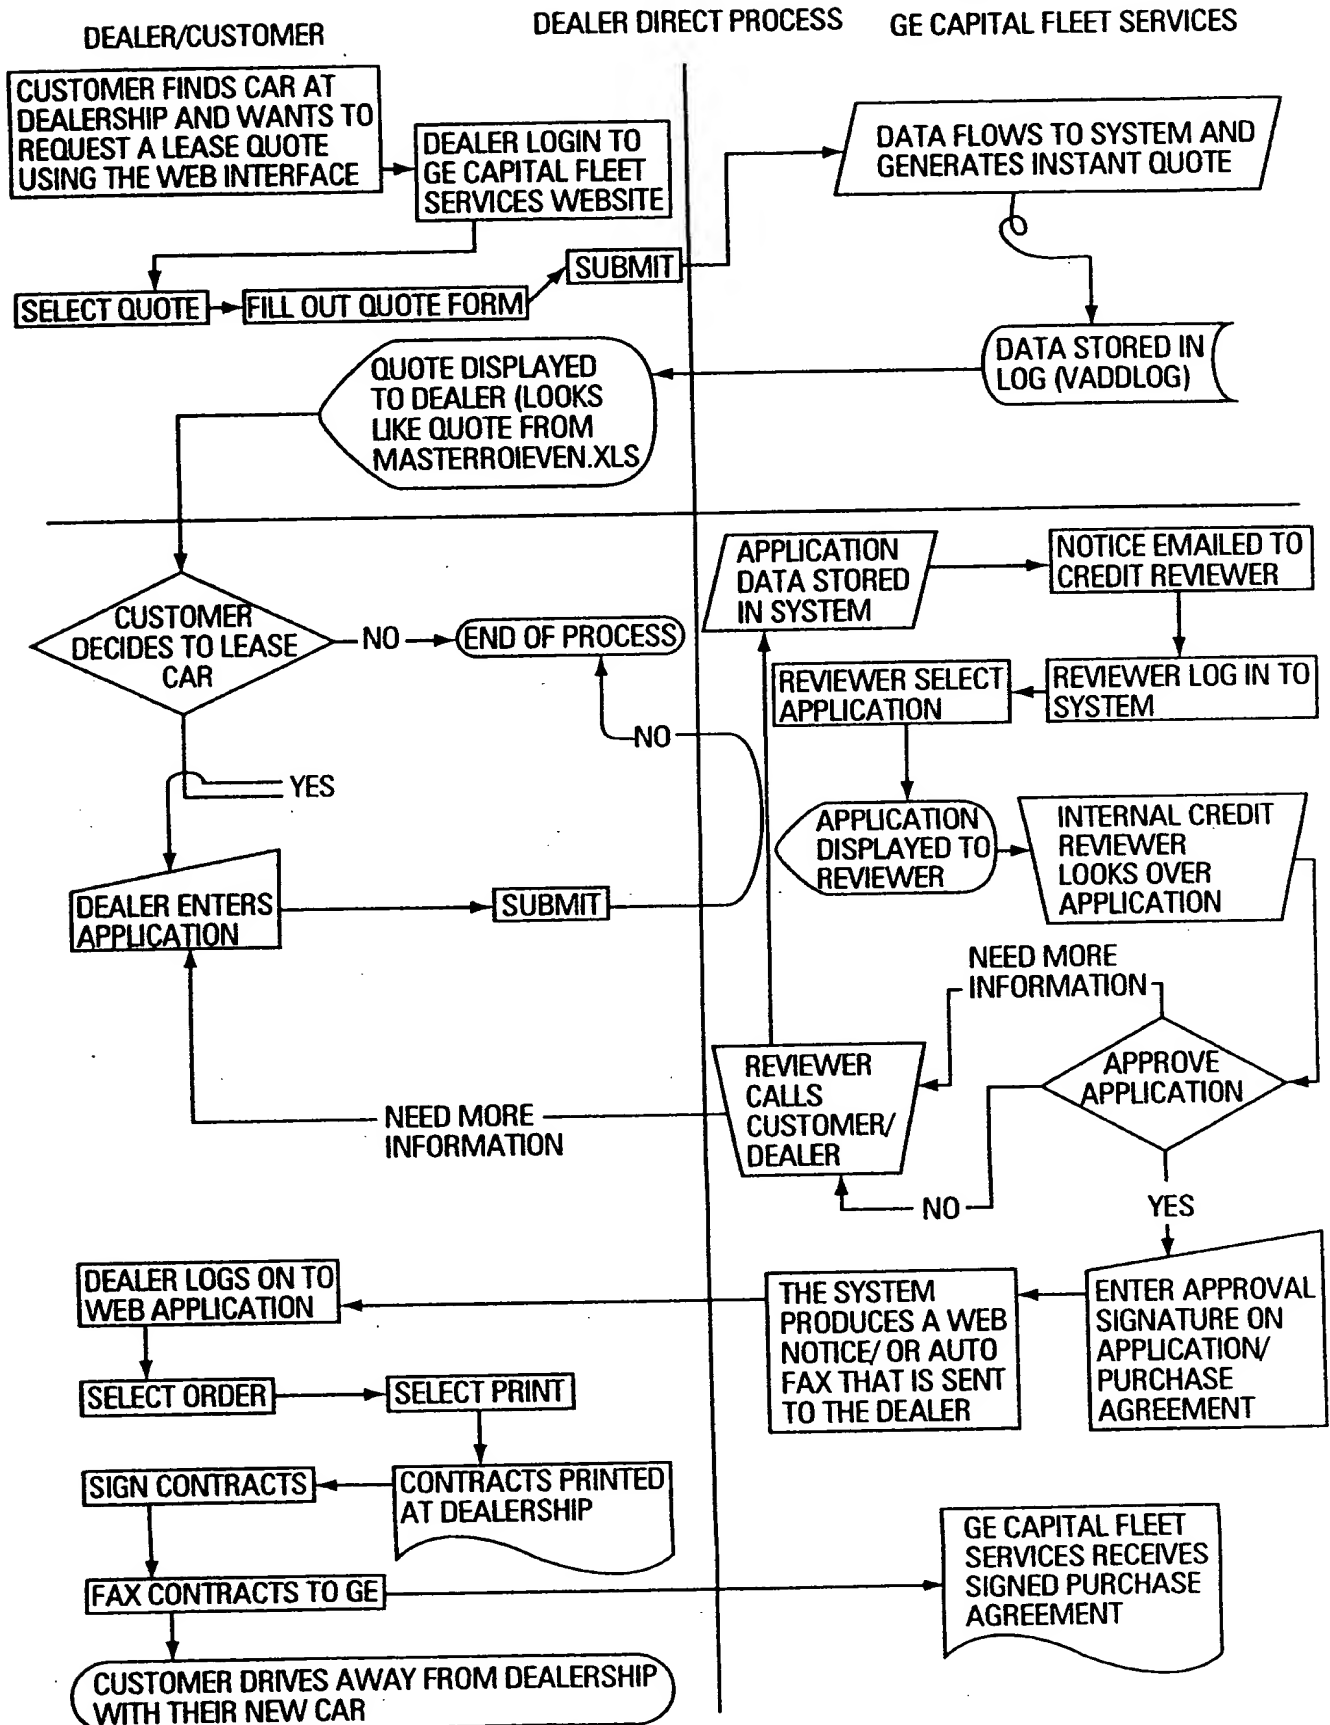 DEALER DIRECT PROCESS
DEALER/CUSTOMER
GE CAPITAL FLEET SERVICES
CUSTOMER FINDS CAR AT
DEALERSHIP AND WANTS TO
REQUEST A LEASE QUOTE
USING THE WEB INTERFACE
DEALER LOGIN TO
GE CAPITAL FLEET
SERVICES WEBSITE
DATA FLOWS TO SYSTEM AND
GENERATES INSTANT QUOTE
SELECT QUOTE
FILL OUT QUOTE FORM
SUBMIT
DATA STORED IN
LOG (VADDLOG)
QUOTE DISPLAYED
TO DEALER (LOOKS
LIKE QUOTE FROM
MASTERROIEVEN.XLS
CUSTOMER
DECIDES TO LEASE
CAR
NO
END OF PROCESS
APPLICATION
DATA STORED
IN SYSTEM
NOTICE EMAILED TO
CREDIT REVIEWER
REVIEWER SELECT
APPLICATION
REVIEWER LOG IN TO
SYSTEM
NO
YES
APPLICATION
DISPLAYED TO
REVIEWER
INTERNAL CREDIT
REVIEWER
LOOKS OVER
APPLICATION
DEALER ENTERS
APPLICATION
SUBMIT
NEED MORE
INFORMATION
REVIEWER
CALLS
CUSTOMER/
DEALER
APPROVE
APPLICATION
NEED MORE
INFORMATION
NO
YES
DEALER LOGS ON TO
WEB APPLICATION
THE SYSTEM
PRODUCES A WEB
NOTICE/ OR AUTO
FAX THAT IS SENT
TO THE DEALER
ENTER APPROVAL
SIGNATURE ON
APPLICATION/
PURCHASE
AGREEMENT
SELECT ORDER
SELECT PRINT
SIGN CONTRACTS
CONTRACTS PRINTED
AT DEALERSHIP
GE CAPITAL FLEET
SERVICES RECEIVES
SIGNED PURCHASE
AGREEMENT
FAX CONTRACTS TO GE
CUSTOMER DRIVES AWAY FROM DEALERSHIP
WITH THEIR NEW CAR